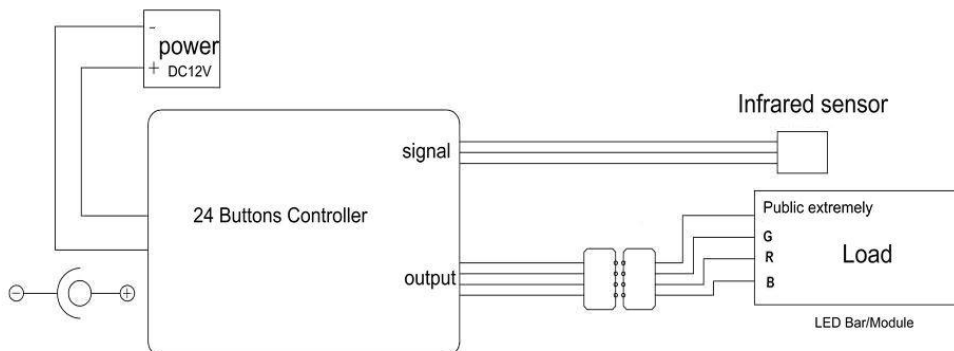 -
power
+
DC12V
Infrared sensor
signal
24 Buttons Controller
Public extremely
G
R
Load
B
output
- +
LED Bar/Module